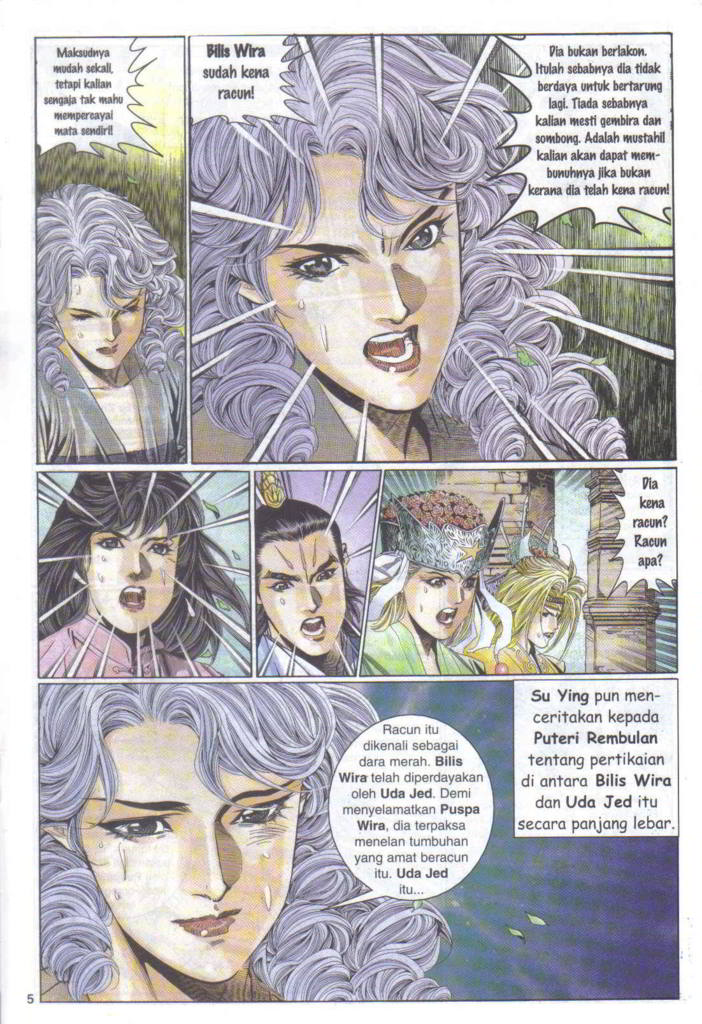 Maksudnya
mudah sekali,
tetapi kalian
sengaja tak mahu
mempercayai
mata sendiri!
Bilis Wira
sudah kena
racun!
Dia bukan berlakon.
Itulah sebabnya dia tidak
berdaya untuk bertarung
lagi. Tiada sebabnya
kalian mesti gembira dan
sombong. Adalah mustahil
kalian akan dapat mem-
bunuhnya jika bukan
kerana dia telah kena racun!
Dia
kena
racun?
Racun
apa?
Racun itu
dikenali sebagai
dara merah. Bilis
Wira telah diperdayakan
oleh Uda Jed. Demi
menyelamatkan Puspa
Wira, dia terpaksa
menelan tumbuhan
yang amat beracun
itu. Uda Jed
itu...
Su Ying pun men-
ceritakan kepada
Puteri Rembulan
tentang pertikaian
di antara Bilis Wira
dan Uda Jed itu
secara panjang lebar.
5